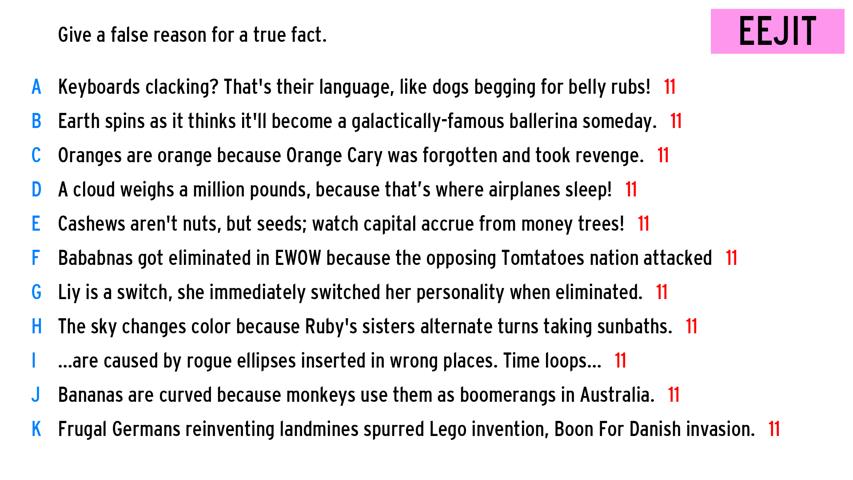 Give a false reason for a true fact.
EEJIT
A Keyboards clacking? That's their language, like dogs begging for belly rubs! 11
B Earth spins as it thinks it'll become a galactically-famous ballerina someday. 11
C Oranges are orange because Orange Cary was forgotten and took revenge. 11
D A cloud weighs a million pounds, because that’s where airplanes sleep! 11
E Cashews aren't nuts, but seeds; watch capital accrue from money trees! 11
F Bababnas got eliminated in EWOW because the opposing Tomtatoes nation attacked 11
G Liy is a switch, she immediately switched her personality when eliminated. 11
H The sky changes color because Ruby's sisters alternate turns taking sunbaths. 11
I ...are caused by rogue ellipses inserted in wrong places. Time loops... 11
J Bananas are curved because monkeys use them as boomerangs in Australia. 11
K Frugal Germans reinventing landmines spurred Lego invention, Boon For Danish invasion. 11